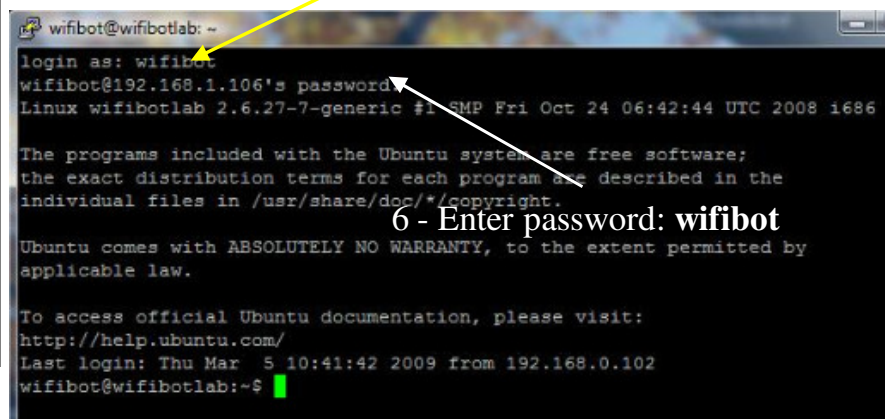 wifibot@wifibotlab: ~
login as: wifibot
wifibot@192.168.1.106's password:
Linux wifibotlab 2.6.27-7-generic #1 SMP Fri Oct 24 06:42:44 UTC 2008 i686
The programs included with the Ubuntu system are free software;
the exact distribution terms for each program are described in the
individual files in /usr/share/doc/*/copyright.
6 - Enter password: wifibot
Ubuntu comes with ABSOLUTELY NO WARRANTY, to the extent permitted by
applicable law.
To access official Ubuntu documentation, please visit:
http://help.ubuntu.com/
Last login: Thu Mar  5 10:41:42 2009 from 192.168.0.102
wifibot@wifibotlab:~$